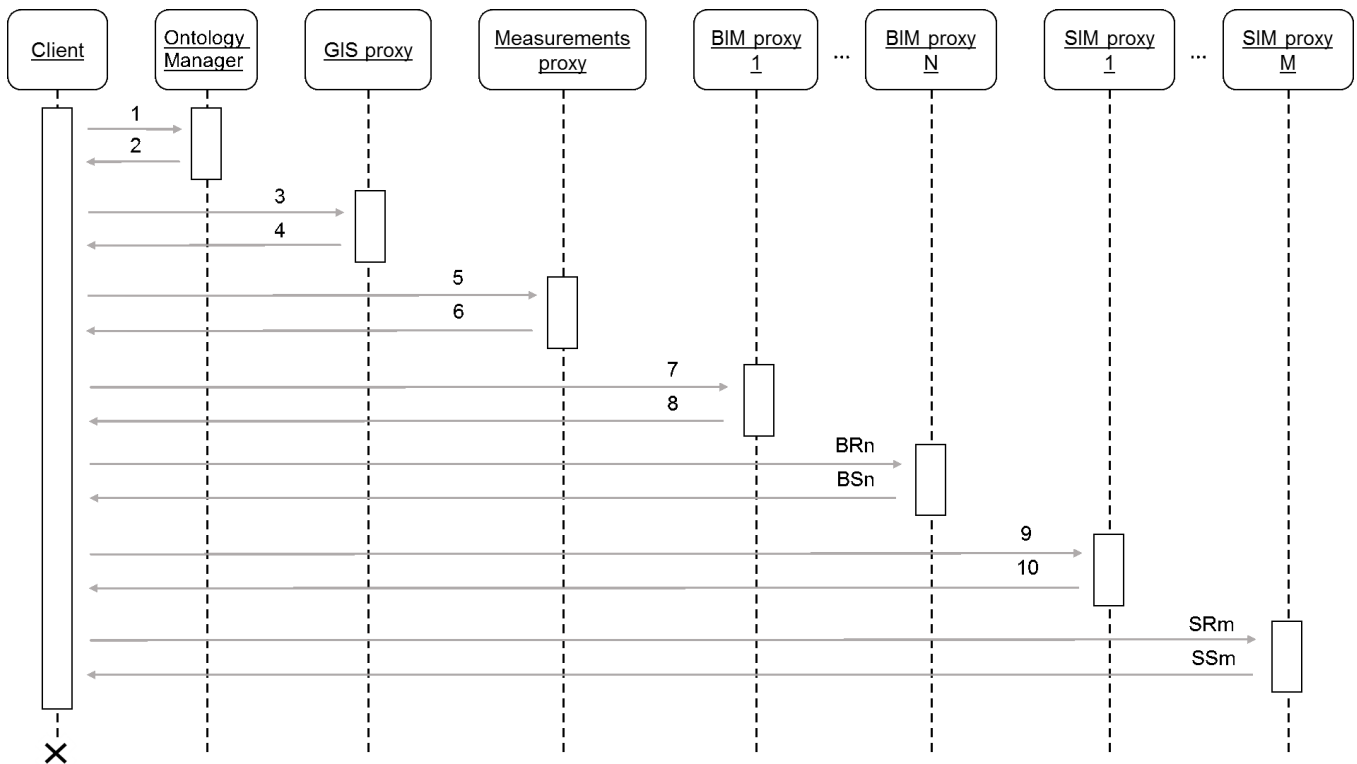 Client
Ontology
Manager
GIS proxy
Measurements
proxy
BIM proxy
1
...
BIM proxy
N
SIM proxy
1
...
SIM proxy
M
1
2
3
4
5
6
7
8
BRn
BSn
9
10
SRm
SSm